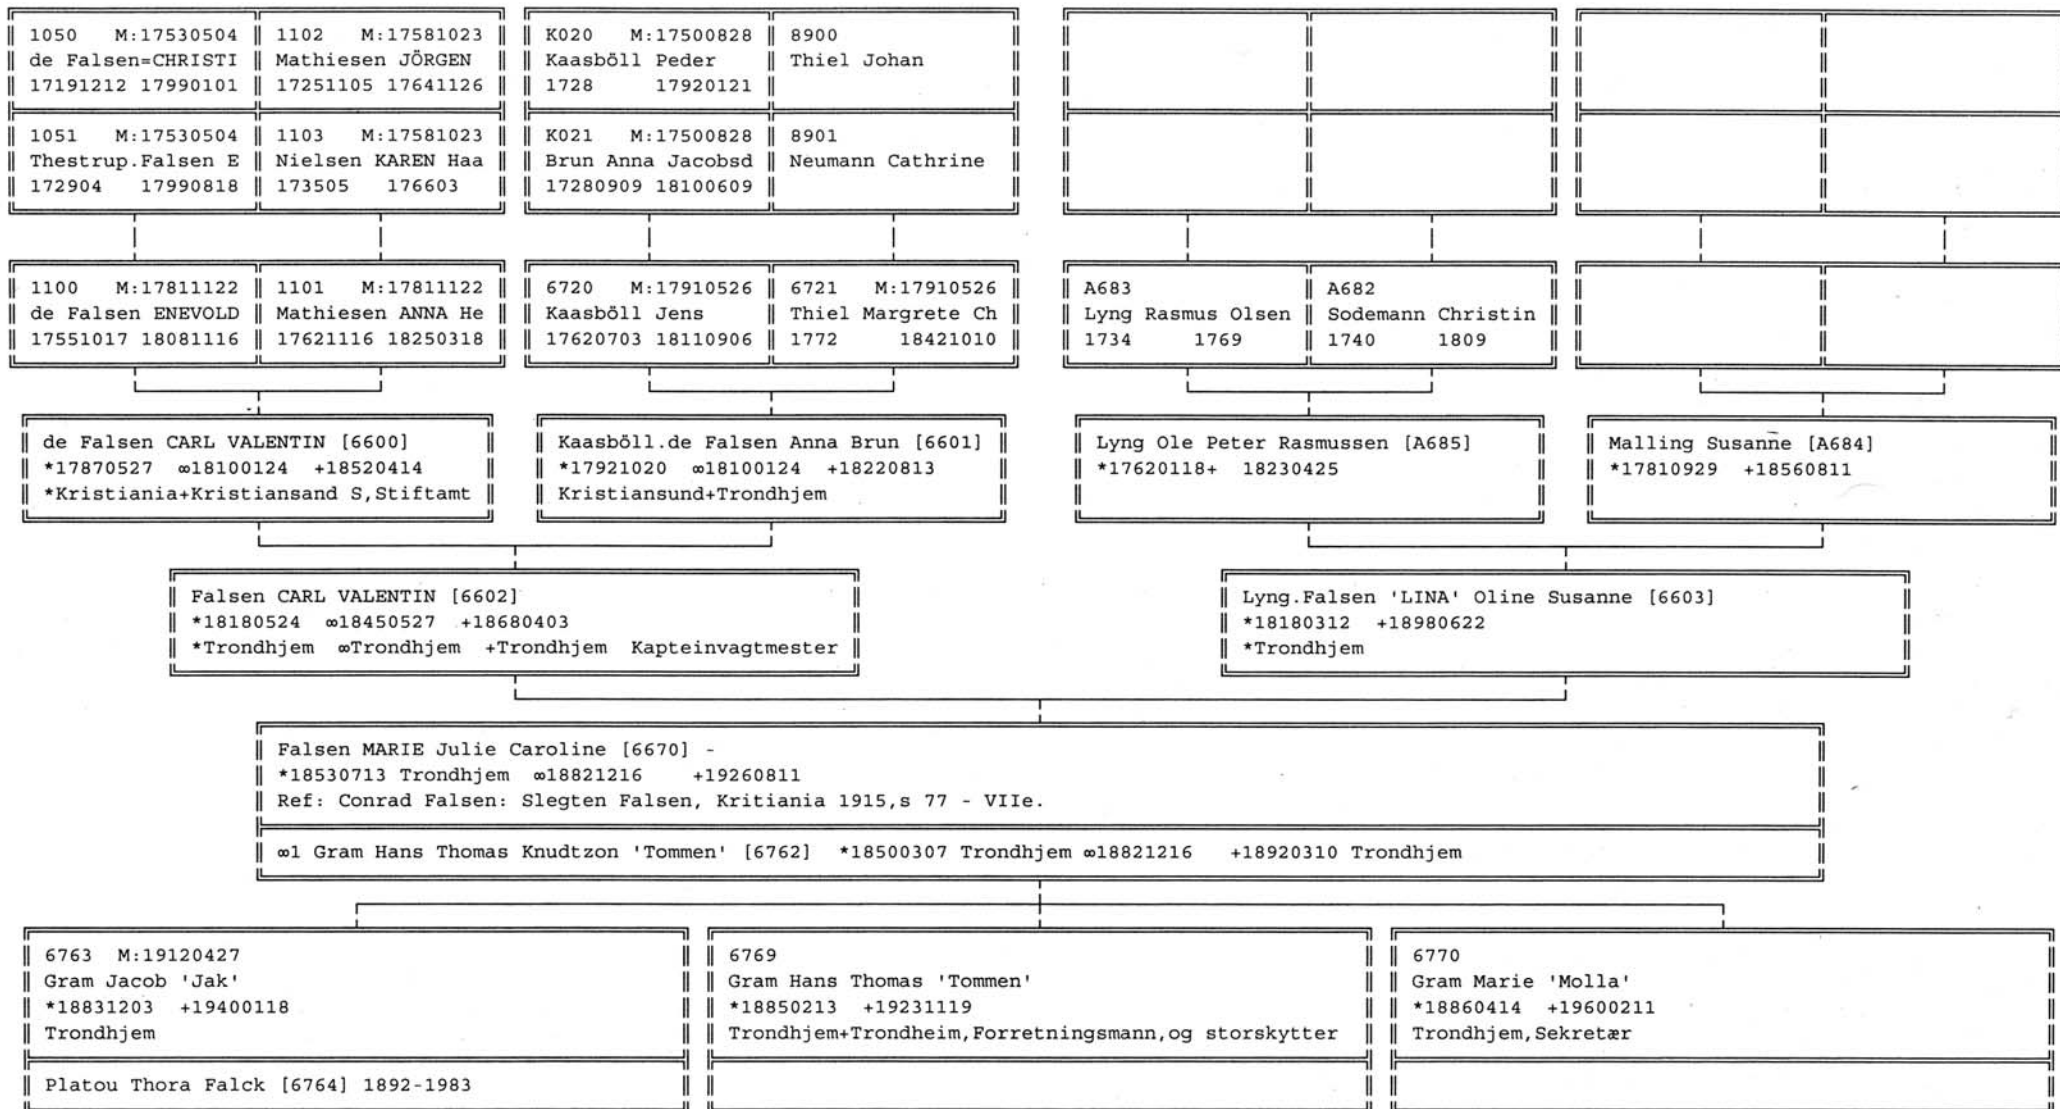 1050 M:17530504
de Falsen=CHRISTI
17191212 17990101
1102 M:17581023
Mathiesen JÖRGEN
17251105 17641126
K020 M:17500828
Kaasböll Peder
1728 17920121
8900
Thiel Johan
1051 M:17530504
Thestrup.Falsen E
172904 17990818
1103 M:17581023
Nielsen KAREN Haa
173505 176603
K021 M:17500828
Brun Anna Jacobsd
17280909 18100609
8901
Neumann Cathrine
1100 M:17811122
de Falsen ENEVOLD
17551017 18081116
1101 M:17811122
Mathiesen ANNA He
17621116 18250318
6720 M:17910526
Kaasböll Jens
17620703 18110906
6721 M:17910526
Thiel Margrete Ch
1772 18421010
A683
Lyng Rasmus Olsen
1734 1769
A682
Sodemann Christin
1740 1809
de Falsen CARL VALENTIN [6600]
*17870527 ∞18100124 +18520414
*Kristiania+Kristiansand S,Stiftamt
Kaasböll.de Falsen Anna Brun [6601]
*17921020 ∞18100124 +18220813
Kristiansund+Trondhjem
Lyng Ole Peter Rasmussen [A685]
*17620118+ 18230425
Malling Susanne [A684]
*17810929 +18560811
Falsen CARL VALENTIN [6602]
*18180524 ∞18450527 +18680403
*Trondhjem ∞Trondhjem +Trondhjem Kapteinvagtmester
Lyng.Falsen 'LINA' Oline Susanne [6603]
*18180312 +18980622
*Trondhjem
Falsen MARIE Julie Caroline [6670] -
*18530713 Trondhjem ∞18821216 +19260811
Ref: Conrad Falsen: Slegten Falsen, Kritiania 1915,s 77 - VIIe.
∞1 Gram Hans Thomas Knudtzon 'Tommen' [6762] *18500307 Trondhjem ∞18821216 +18920310 Trondhjem
6763 M:19120427
Gram Jacob 'Jak'
*18831203 +19400118
Trondhjem
Platou Thora Falck [6764] 1892-1983
6769
Gram Hans Thomas 'Tommen'
*18850213 +19231119
Trondhjem+Trondheim,Forretningsmann,og storskytter
6770
Gram Marie 'Molla'
*18860414 +19600211
Trondhjem,Sekretær